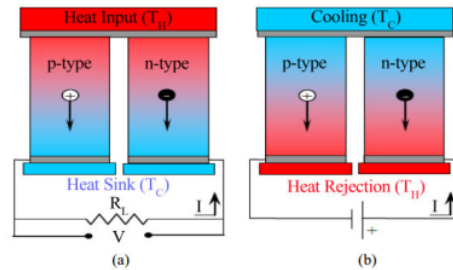 Heat Input (T_H)
p-type
n-type
+
-
Heat Sink (T_C)
R_L
I
V
(a)
Cooling (T_C)
p-type
n-type
+
-
Heat Rejection (T_H)
I
+
(b)